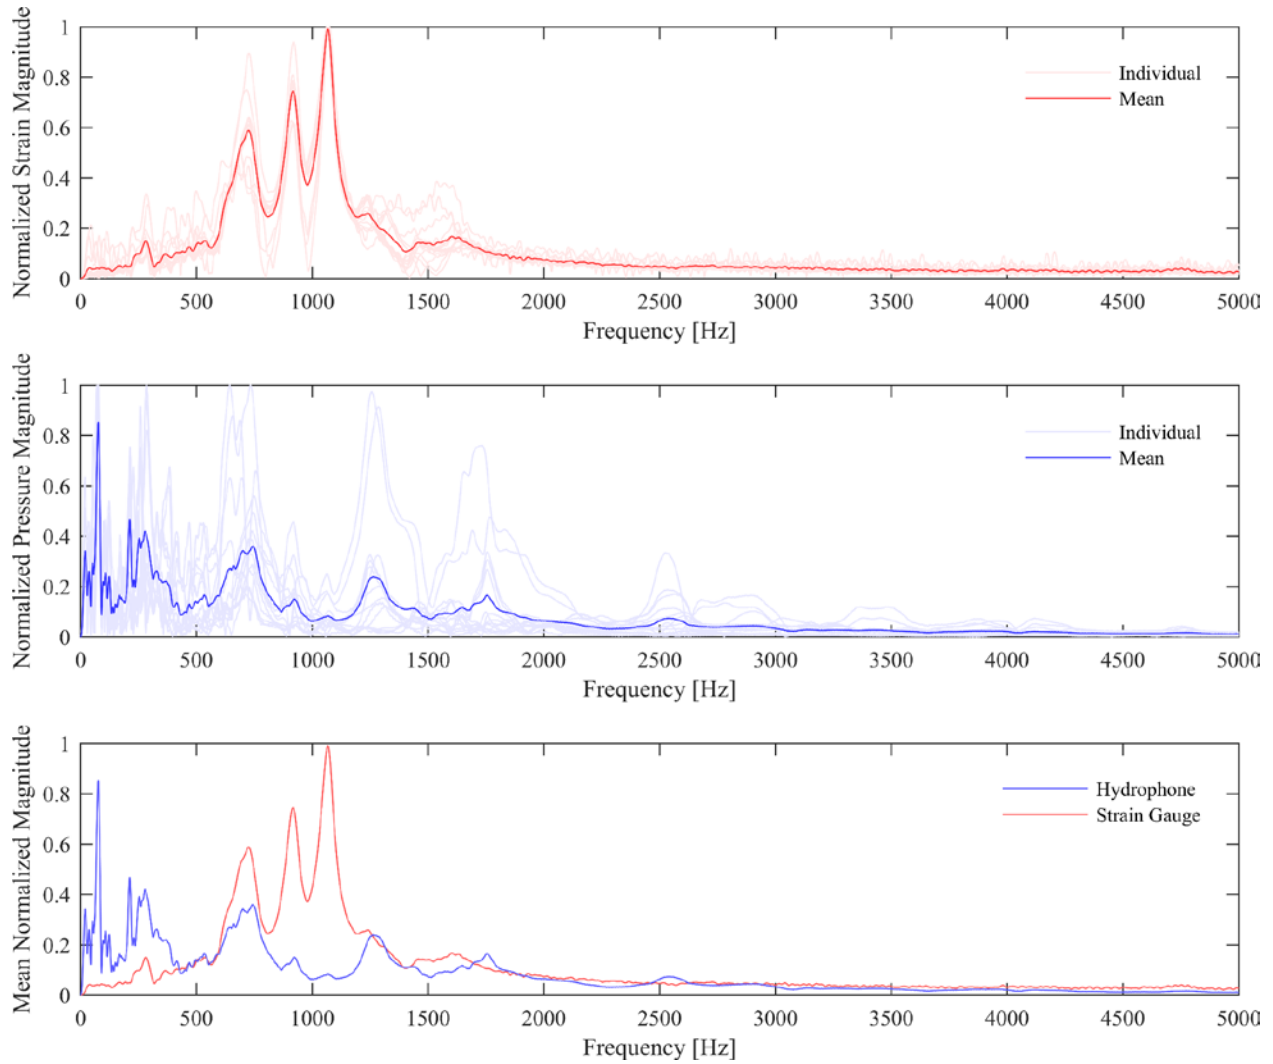 Normalized Strain Magnitude
1
0.8
0.6
0.4
0.2
0
Individual
Mean
0 500 1000 1500 2000 2500 3000 3500 4000 4500 5000
Frequency [Hz]
Normalized Pressure Magnitude
1
0.8
0.6
0.4
0.2
0
Individual
Mean
0 500 1000 1500 2000 2500 3000 3500 4000 4500 5000
Frequency [Hz]
Mean Normalized Magnitude
1
0.8
0.6
0.4
0.2
0
Hydrophone
Strain Gauge
0 500 1000 1500 2000 2500 3000 3500 4000 4500 5000
Frequency [Hz]